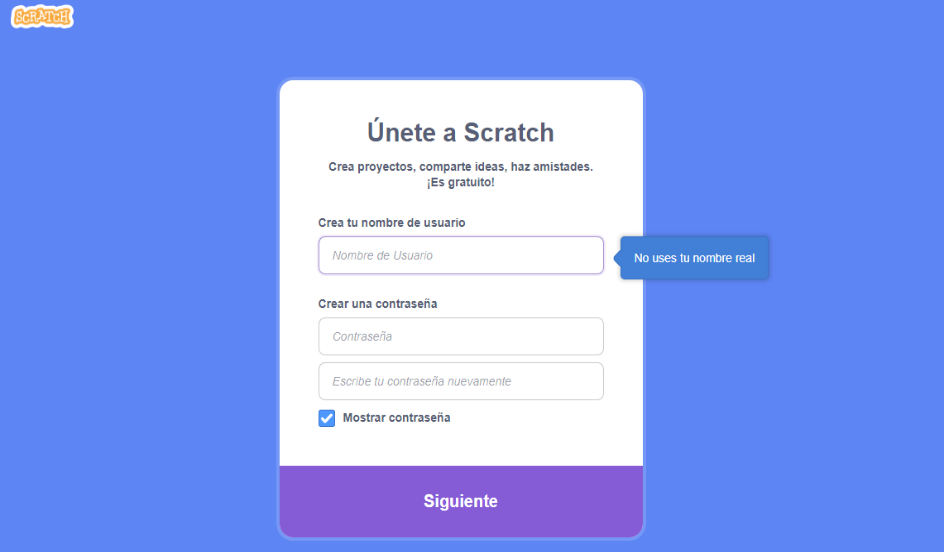 SCRATCH
Únete a Scratch
Crea proyectos, comparte ideas, haz amistades.
¡Es gratuito!
Crea tu nombre de usuario
Nombre de Usuario
No uses tu nombre real
Crear una contraseña
Contraseña
Escribe tu contraseña nuevamente
Mostrar contraseña
Siguiente